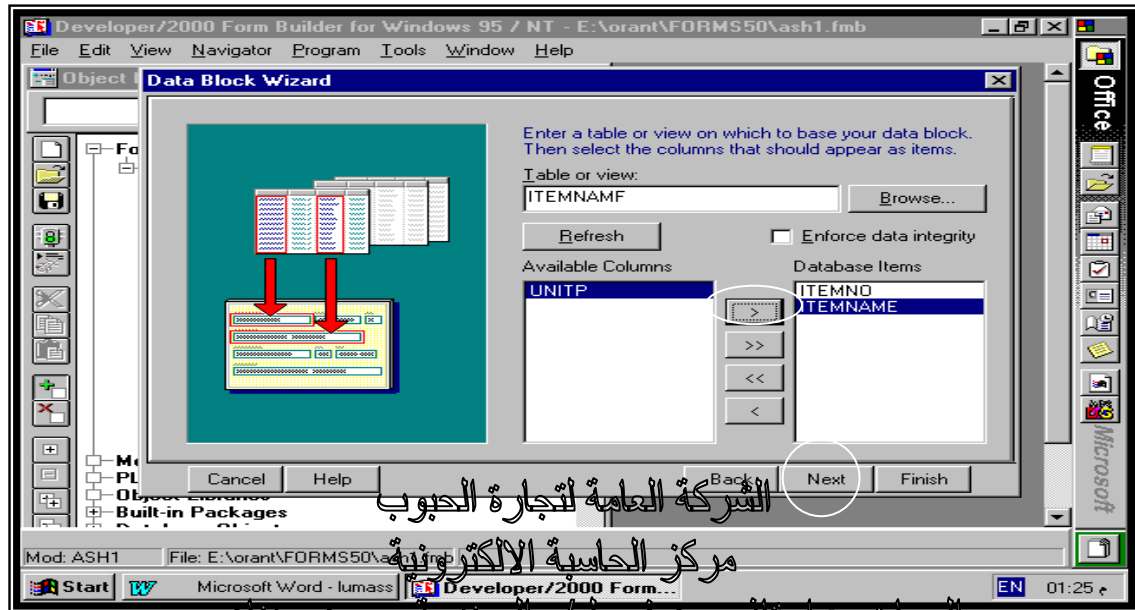 Developer/2000 Form Builder for Windows 95 / NT - E:\orant\FORMS50\ash1.fmb
File Edit View Navigator Program Tools Window Help
Object
Data Block Wizard
Office
Enter a table or view on which to base your data block.
Then select the columns that should appear as items.
Table or view:
ITEMNAMF
Browse...
Refresh
Enforce data integrity
Available Columns
Database Items
UNITP
ITEMNO
ITEMNAME
>
>>
<<
<
Cancel Help Back Next Finish
Built-in Packages
Microsoft
الشركة العامة لتجارة الحبوب
مركز الحاسبة الالكترونية
Mod: ASH1 File: E:\orant\FORMS50\ash1.fmb
Start Microsoft Word - lumass Developer/2000 Form... EN 01:25 م